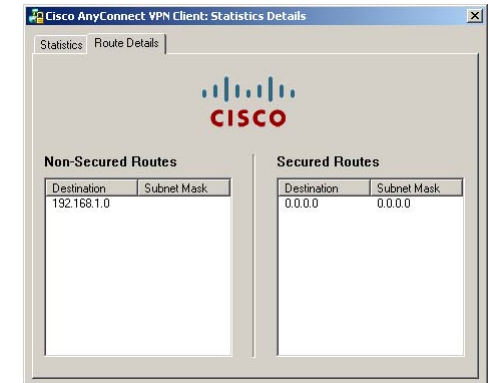 Cisco AnyConnect VPN Client: Statistics Details
Statistics Route Details
CISCO
Non-Secured Routes
Destination Subnet Mask
192.168.1.0
Secured Routes
Destination Subnet Mask
0.0.0.0 0.0.0.0